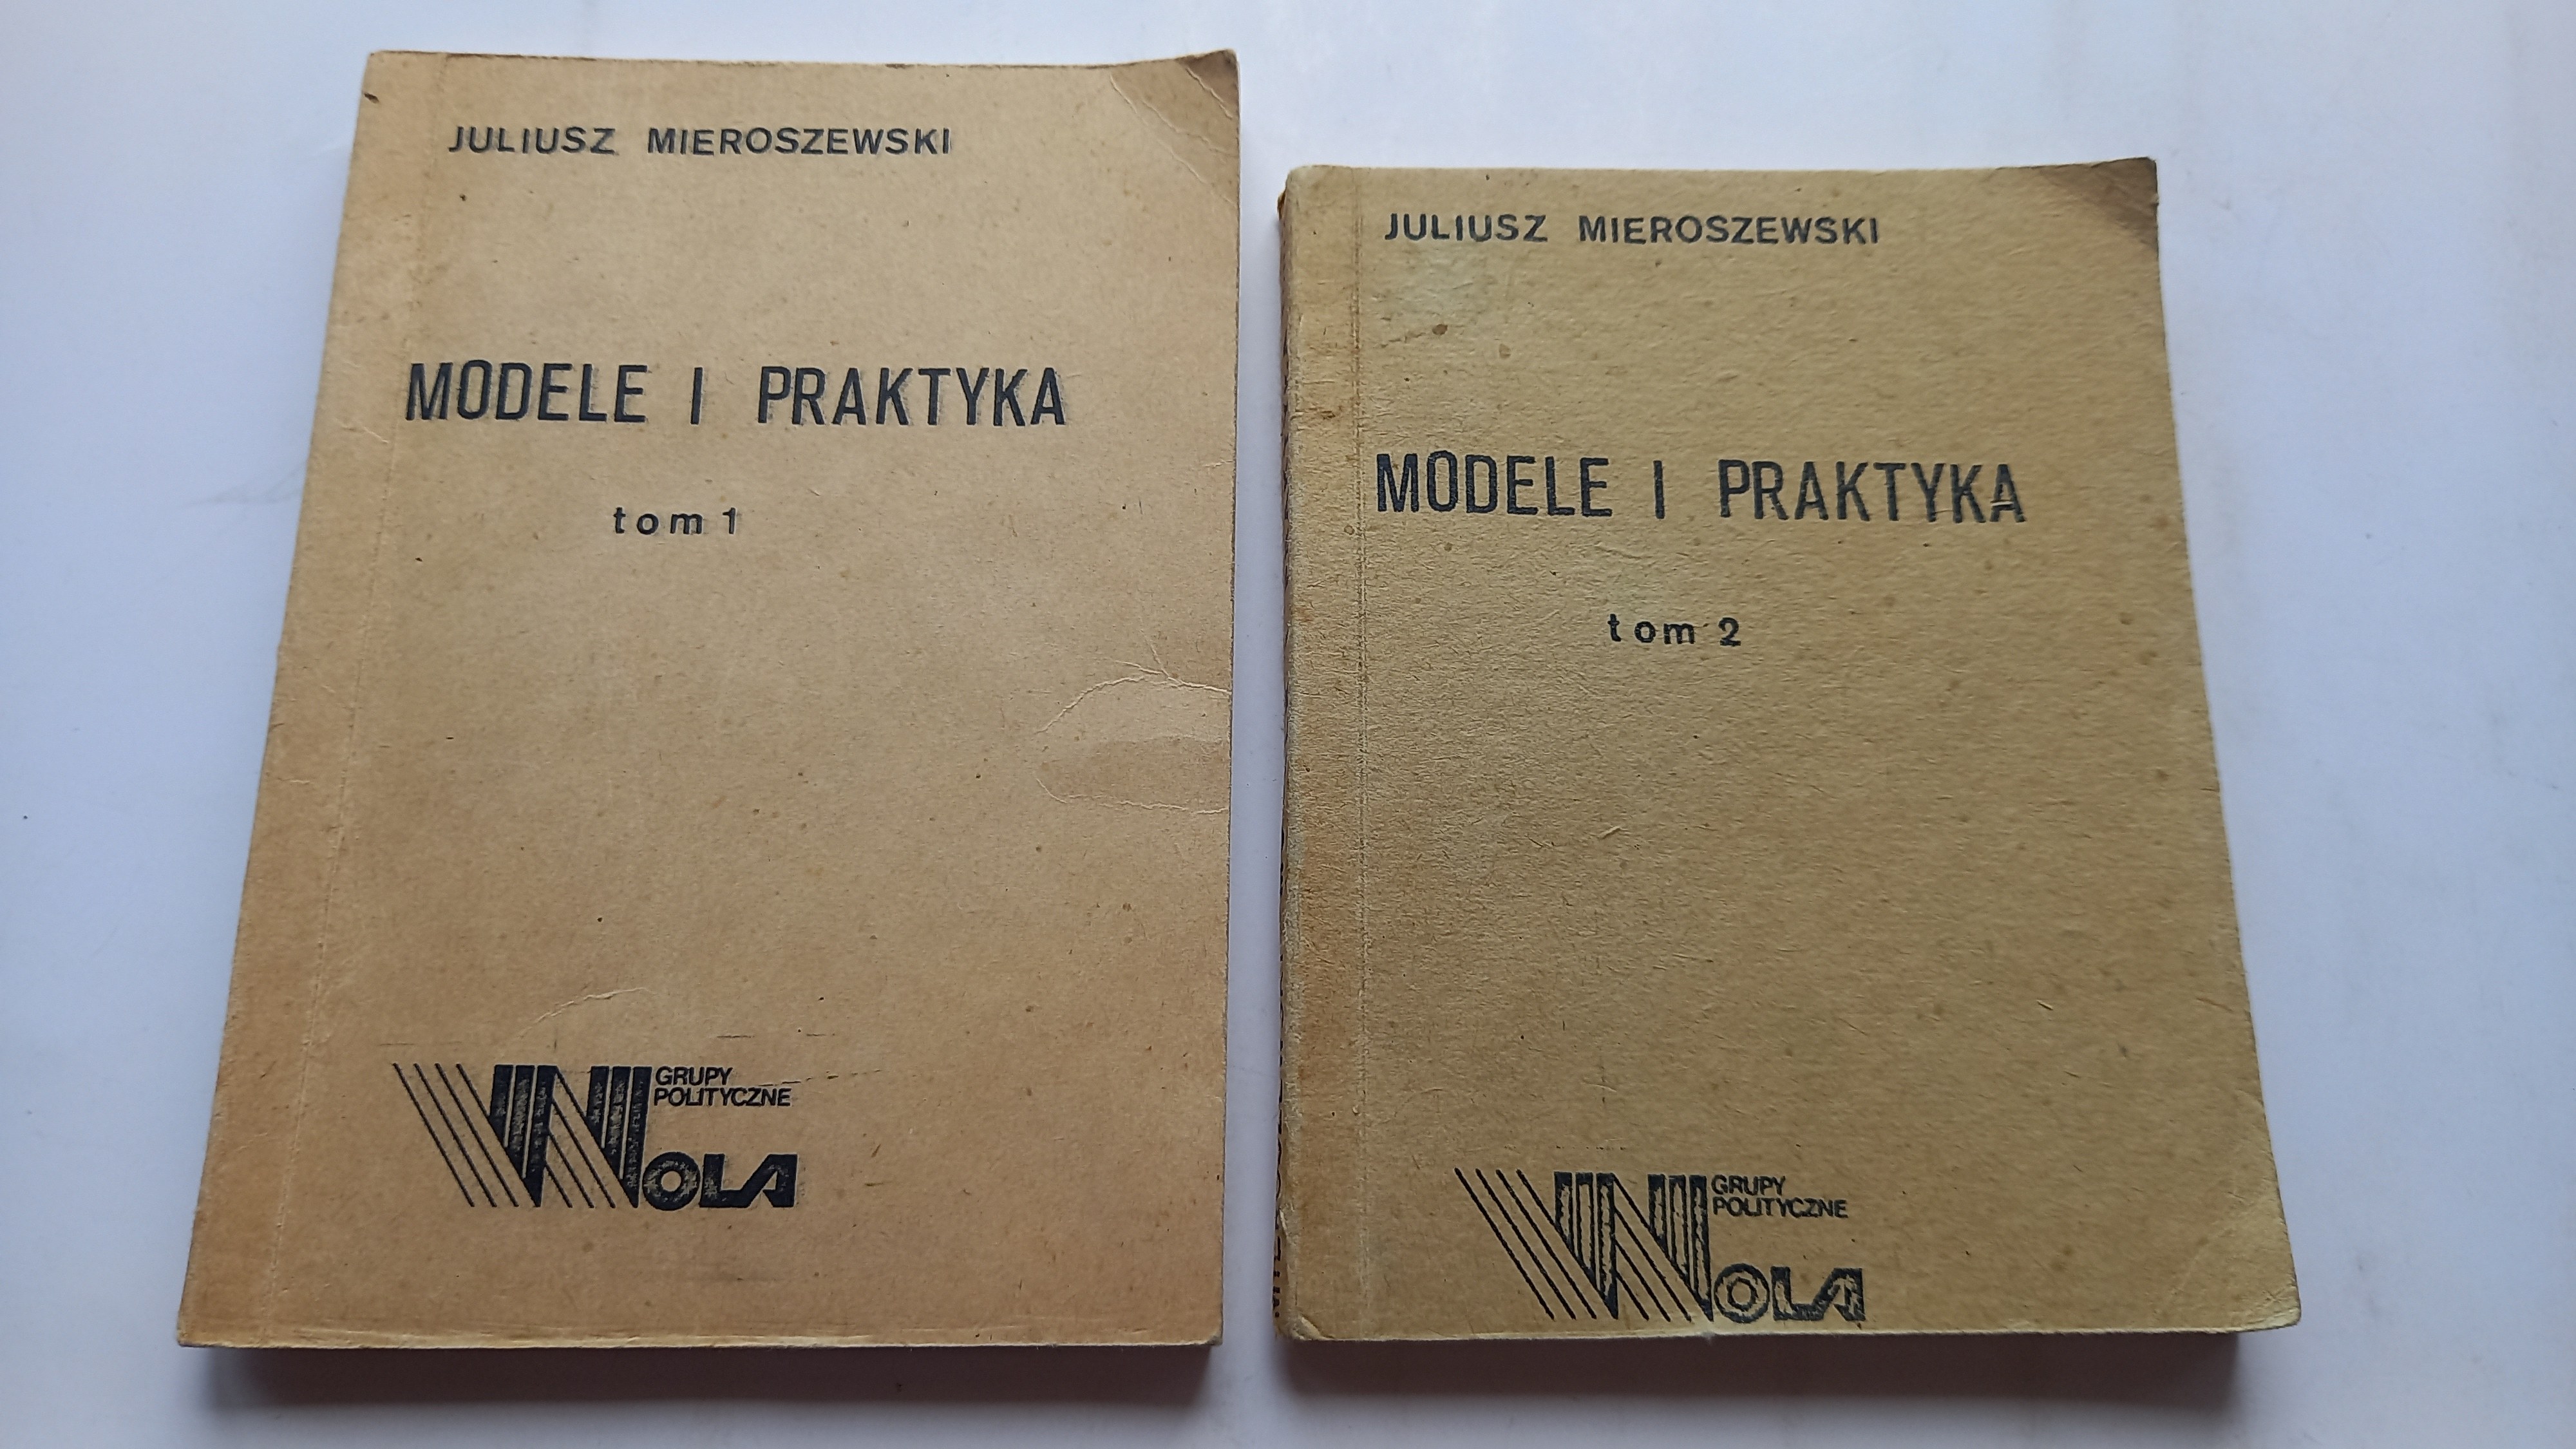 JULIUSZ MIEROSZEWSKI
MODELE I PRAKTYKA
tom 1
GRUPY
POLITYCZNE
WOLA
JULIUSZ MIEROSZEWSKI
MODELE I PRAKTYKA
tom 2
GRUPY
POLITYCZNE
WOLA